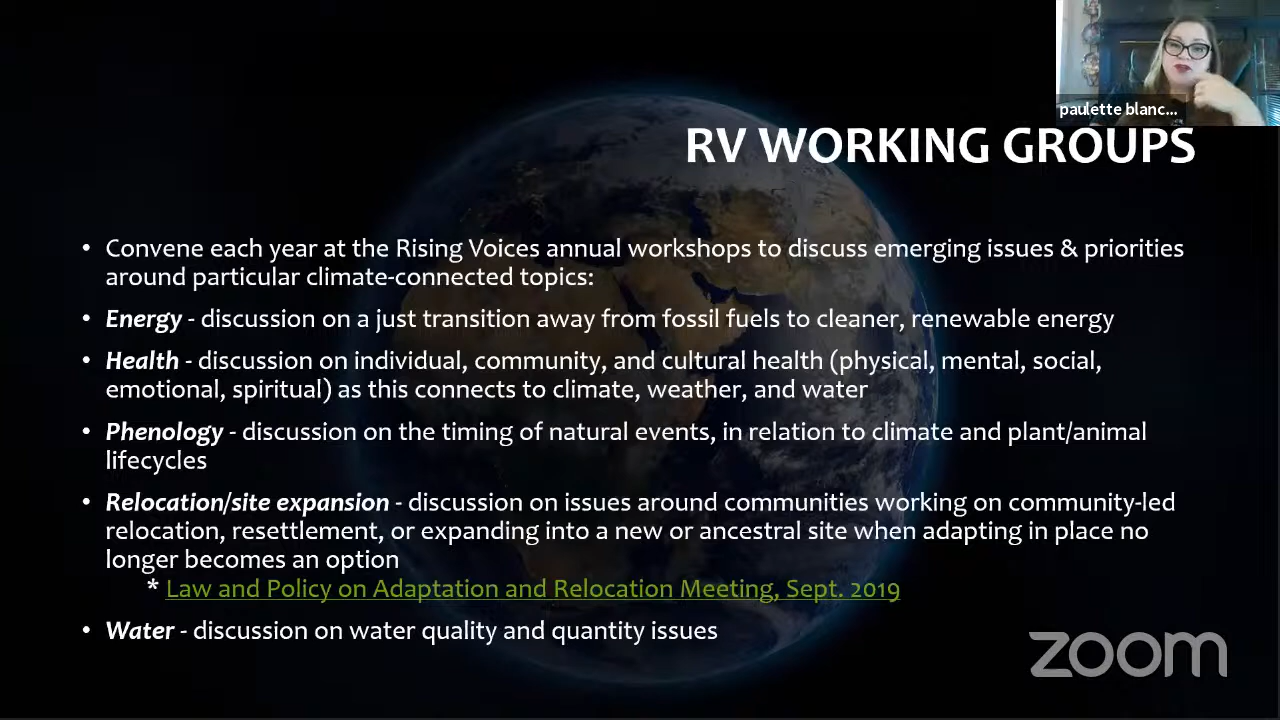 paulette blanc...
RV WORKING GROUPS
• Convene each year at the Rising Voices annual workshops to discuss emerging issues & priorities
around particular climate-connected topics:
• Energy - discussion on a just transition away from fossil fuels to cleaner, renewable energy
• Health - discussion on individual, community, and cultural health (physical, mental, social,
emotional, spiritual) as this connects to climate, weather, and water
• Phenology - discussion on the timing of natural events, in relation to climate and plant/animal
lifecycles
• Relocation/site expansion - discussion on issues around communities working on community-led
relocation, resettlement, or expanding into a new or ancestral site when adapting in place no
longer becomes an option
* Law and Policy on Adaptation and Relocation Meeting, Sept. 2019
• Water - discussion on water quality and quantity issues
zoom